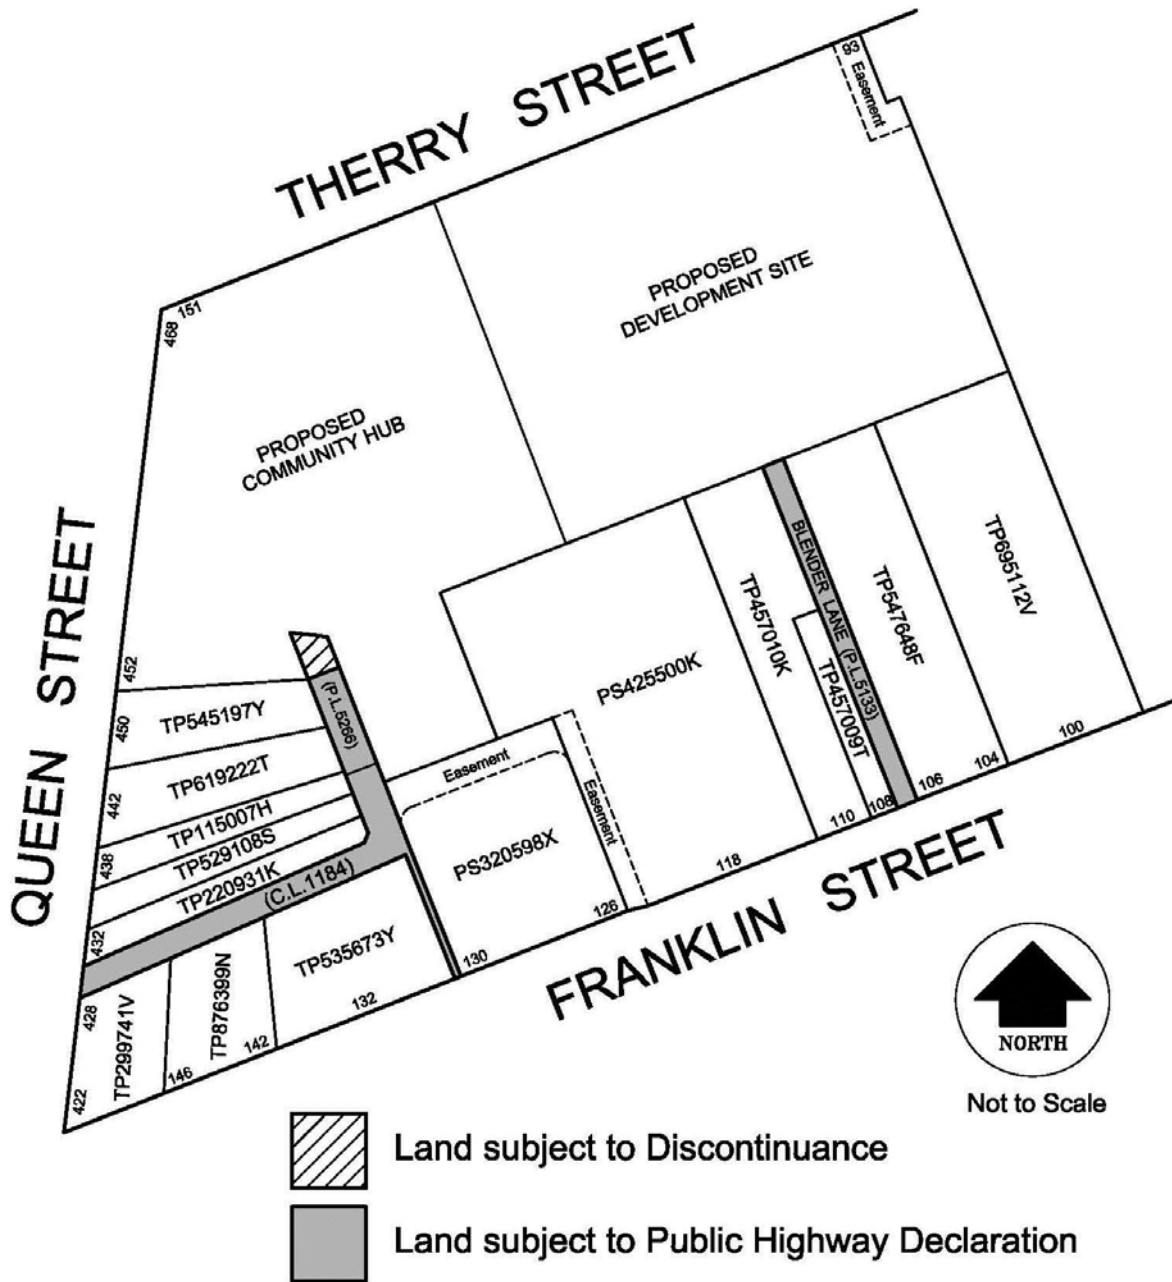 THERRY STREET
93
Easement
151
468
PROPOSED
DEVELOPMENT SITE
PROPOSED
COMMUNITY HUB
QUEEN STREET
452
450
442
438
432
428
422
TP545197Y
TP619222T
TP115007H
TP529108S
TP220931K
(P.L.5266)
(C.L.1184)
TP299741V
TP876399N
TP535673Y
146
142
132
130
Easement
Easement
PS320598X
126
PS425500K
118
TP457010K
110
BLENDER LANE (P.L.5133)
TP457009T
108
TP547648F
106
104
TP695112V
100
FRANKLIN STREET
NORTH
Not to Scale
Land subject to Discontinuance
Land subject to Public Highway Declaration